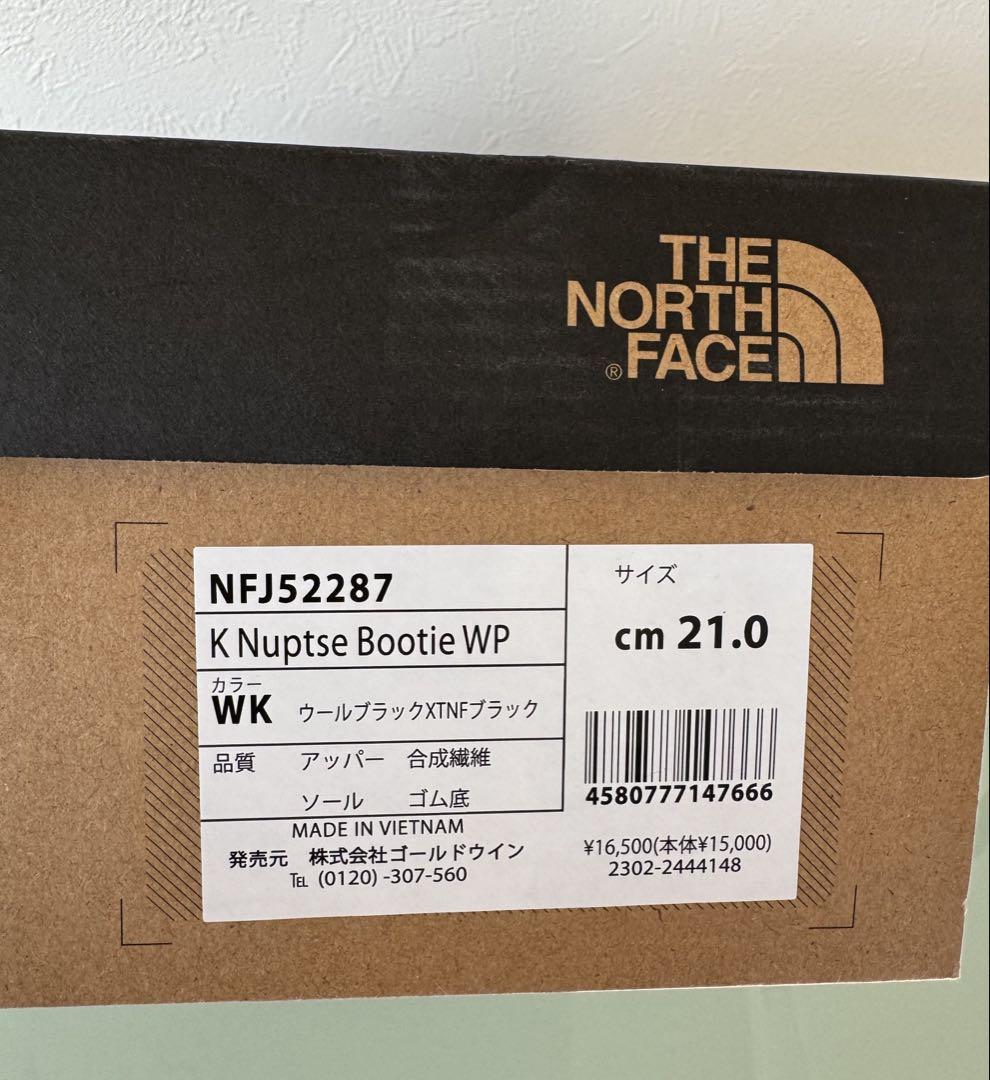 THE
NORTH
FACE
®
NFJ52287
K Nuptse Bootie WP
カラー
WK ウールブラックXTNFブラック
品質 アッパー 合成繊維
ソール ゴム底
MADE IN VIETNAM
発売元 株式会社ゴールドウイン
℡ (0120) -307-560
サイズ
cm 21.0
4580777147666
¥16,500(本体¥15,000)
2302-2444148